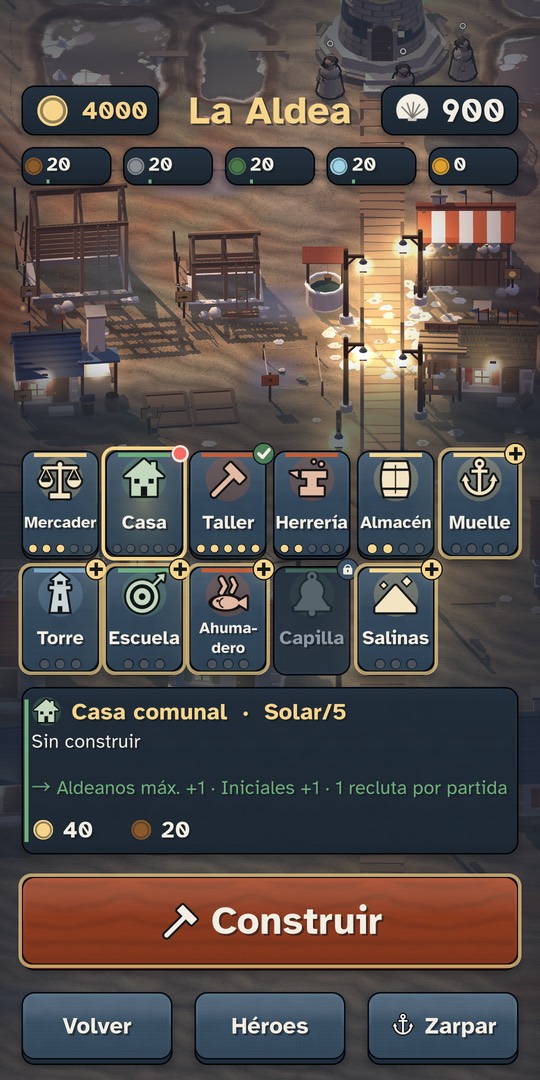 4000 La Aldea 900
20 20 20 20 0
Mercader Casa Taller Herrería Almacén Muelle
Torre Escuela Ahuma-
dero Capilla Salinas
Casa comunal · Solar/5
Sin construir
→ Aldeanos máx. +1 · Iniciales +1 · 1 recluta por partida
40 20
Construir
Volver Héroes Zarpar